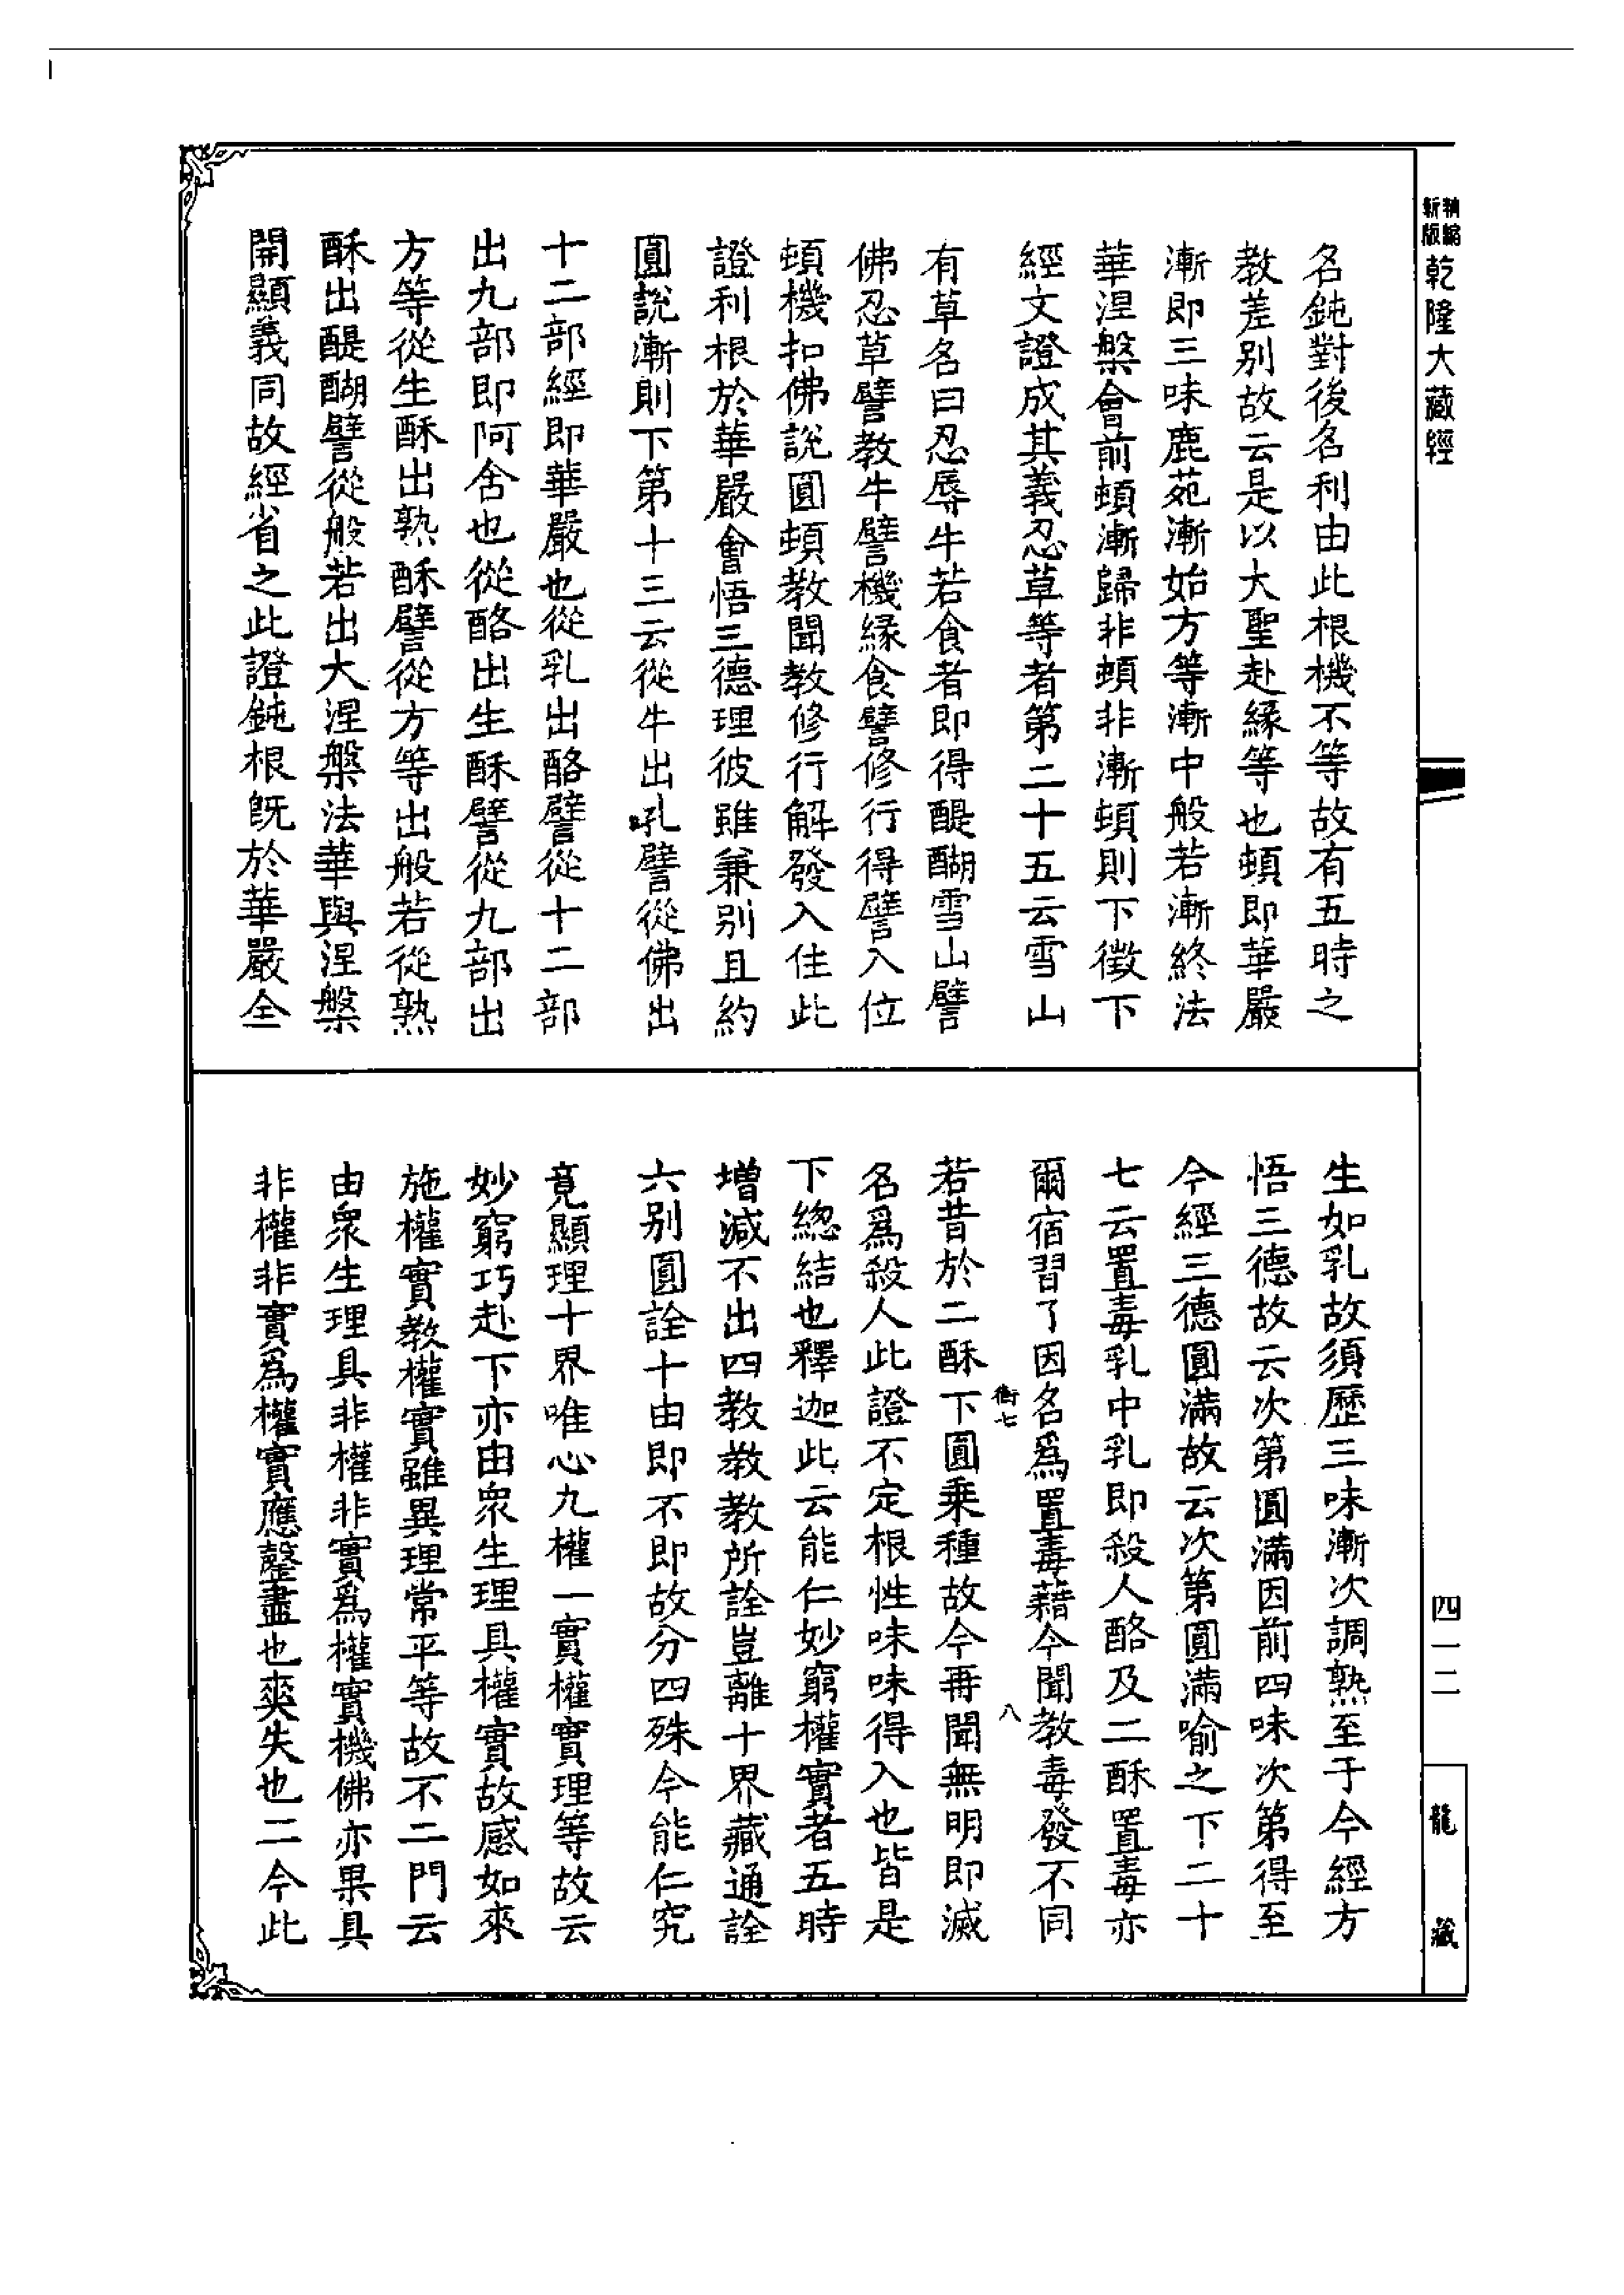 新版精縮乾隆大藏經
名鈍對後名利由此根機不等故有五時之
教差别故云是以大聖赴緣等也頓即華嚴
漸即三味鹿苑漸始方等漸中般若漸終法
華涅槃會前頓漸歸非頓非漸頓則下徵下
經文證成其義忍草等者第二十五云雪山
有草名曰忍辱牛若食者即得醍醐雪山譬
佛忍草譬教牛譬機緣食譬修行得譬入位
頓機扣佛說圓頓教聞教修行解發入住此
證利根於華嚴會悟三德理彼雖兼別且約
圓說漸則下第十三云從牛出乳譬從佛出
十二部經即華嚴也從乳出酪譬從十二部
出九部即阿含也從酪出生酥譬從九部出
方等從生酥出熟酥譬從方等出般若從熟
酥出醍醐譬從般若出大涅槃法華與涅槃
開顯義同故經省之此證鈍根旣於華嚴全
生如乳故須歷三味漸次調熟至于今經方
悟三德故云次第圓滿因前四味次第得至
今經三德圓滿故云次第圓滿喻之下二十
七云置毒乳中乳即殺人酪及二酥置毒亦
爾宿習了因名爲置毒藉今聞教毒發不同
衡七
八
若昔於二酥下圓乘種故今再聞無明即滅
名爲殺人此證不定根性味味得入也皆是
下總結也釋迦此云能仁妙窮權實者五時
增減不出四教教教所詮豈離十界藏通詮
六别圓詮十由即不即故分四殊今能仁究
竟顯理十界唯心九權一實權實理等故云
妙窮巧赴下亦由衆生理具權實故感如來
施權實教權實雖異理常平等故不二門云
由衆生理具非權非實爲權實機佛亦果具
非權非實爲權實應罄盡也爽失也二今此
四一二
龍藏